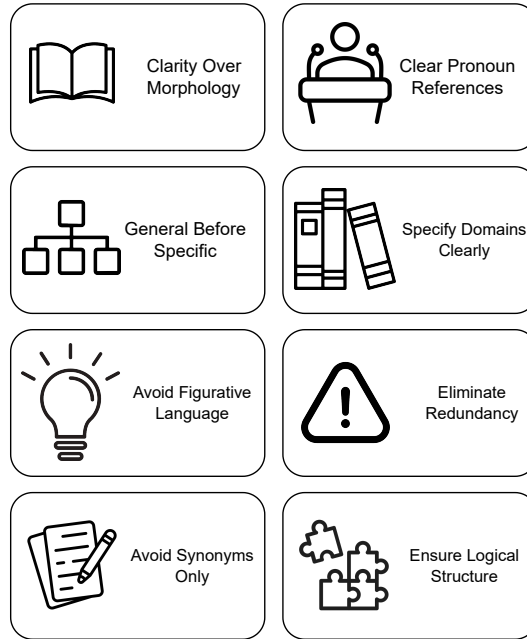 Clarity Over
Morphology
Clear Pronoun
References
General Before
Specific
Specify Domains
Clearly
Avoid Figurative
Language
Eliminate
Redundancy
Avoid Synonyms
Only
Ensure Logical
Structure